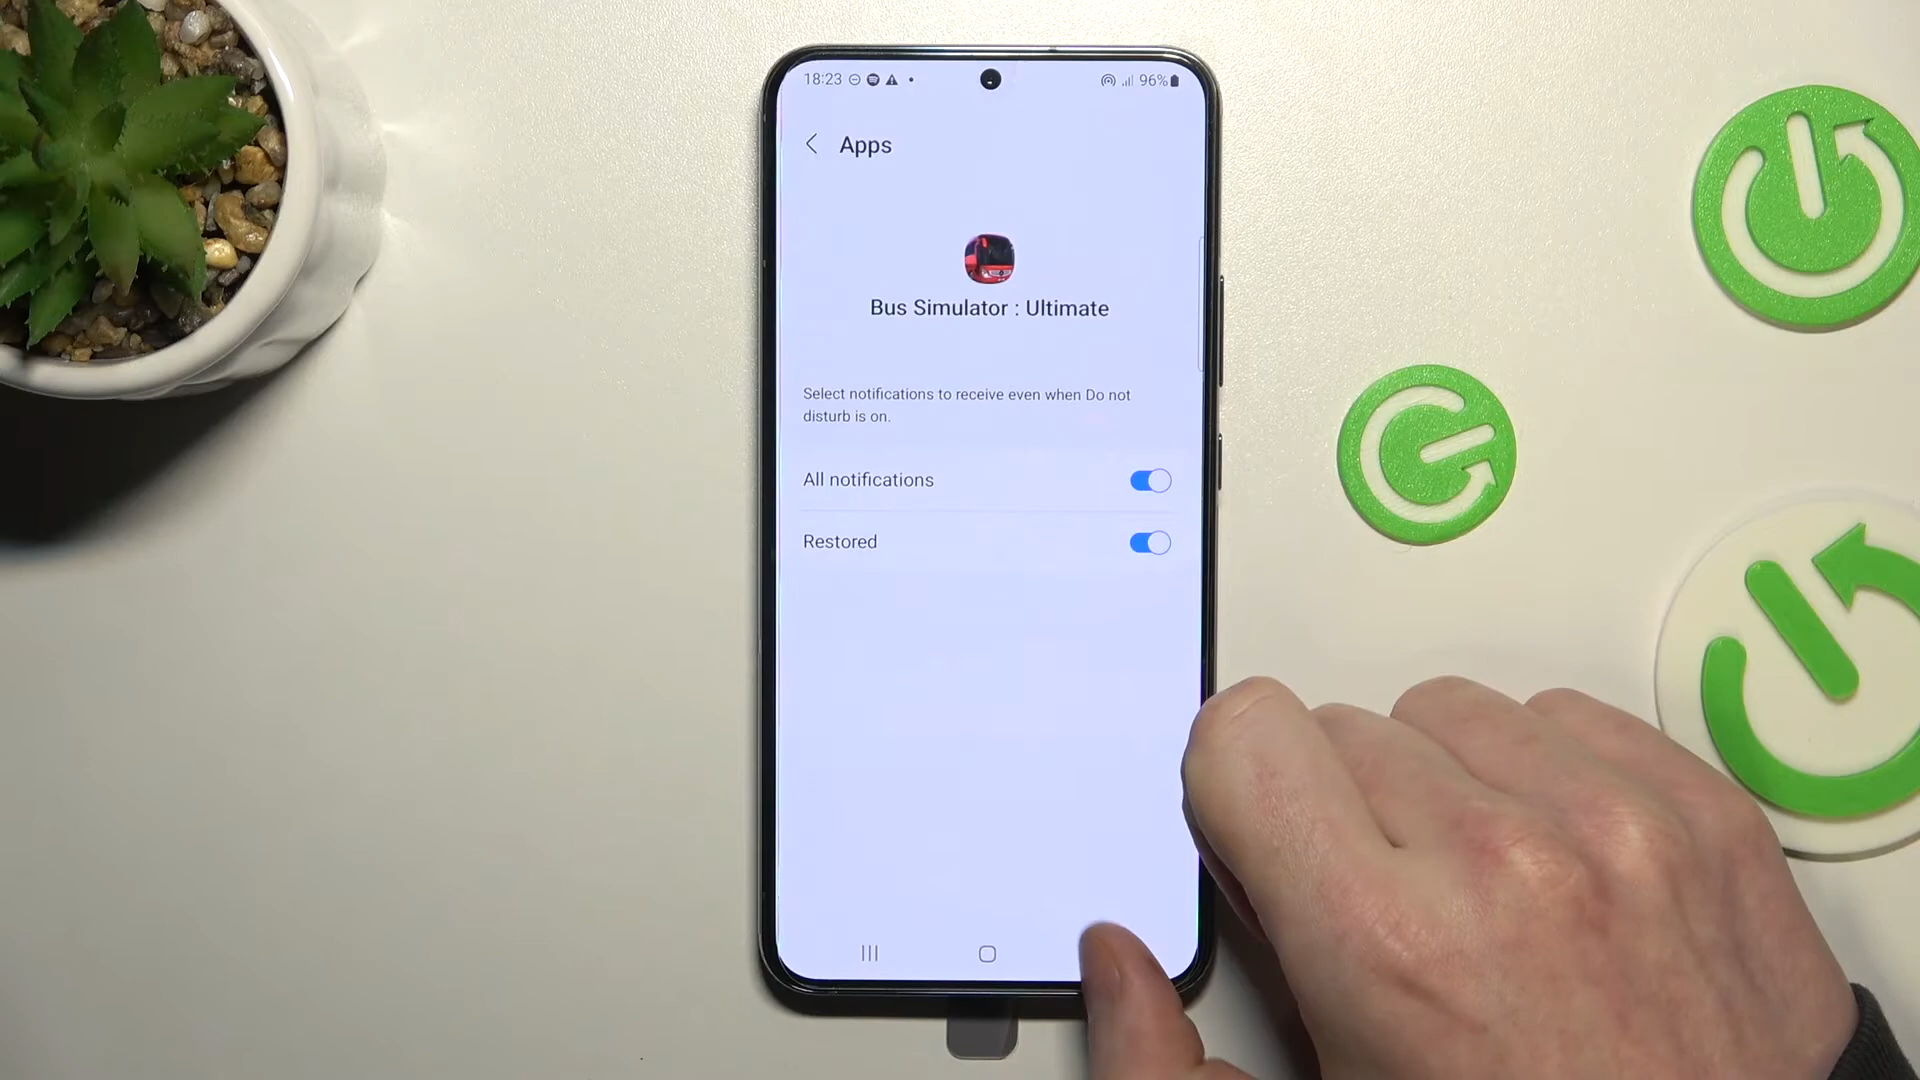 18:23
96%
Apps
Bus Simulator : Ultimate
Select notifications to receive even when Do not
disturb is on.
All notifications
Restored